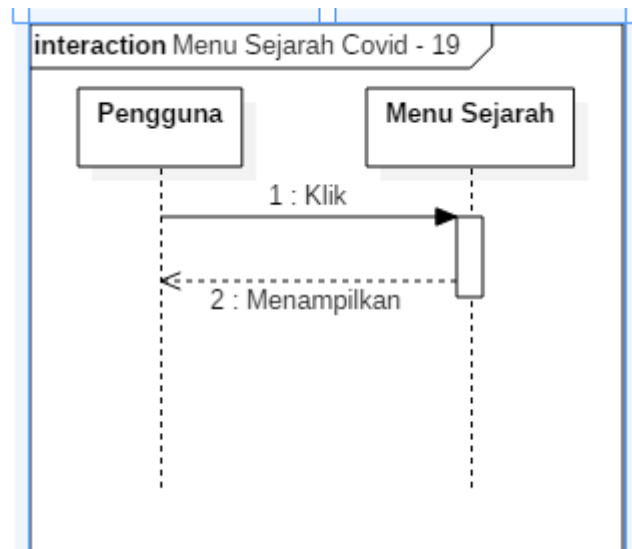 interaction Menu Sejarah Covid - 19
Pengguna
Menu Sejarah
1 : Klik
2 : Menampilkan